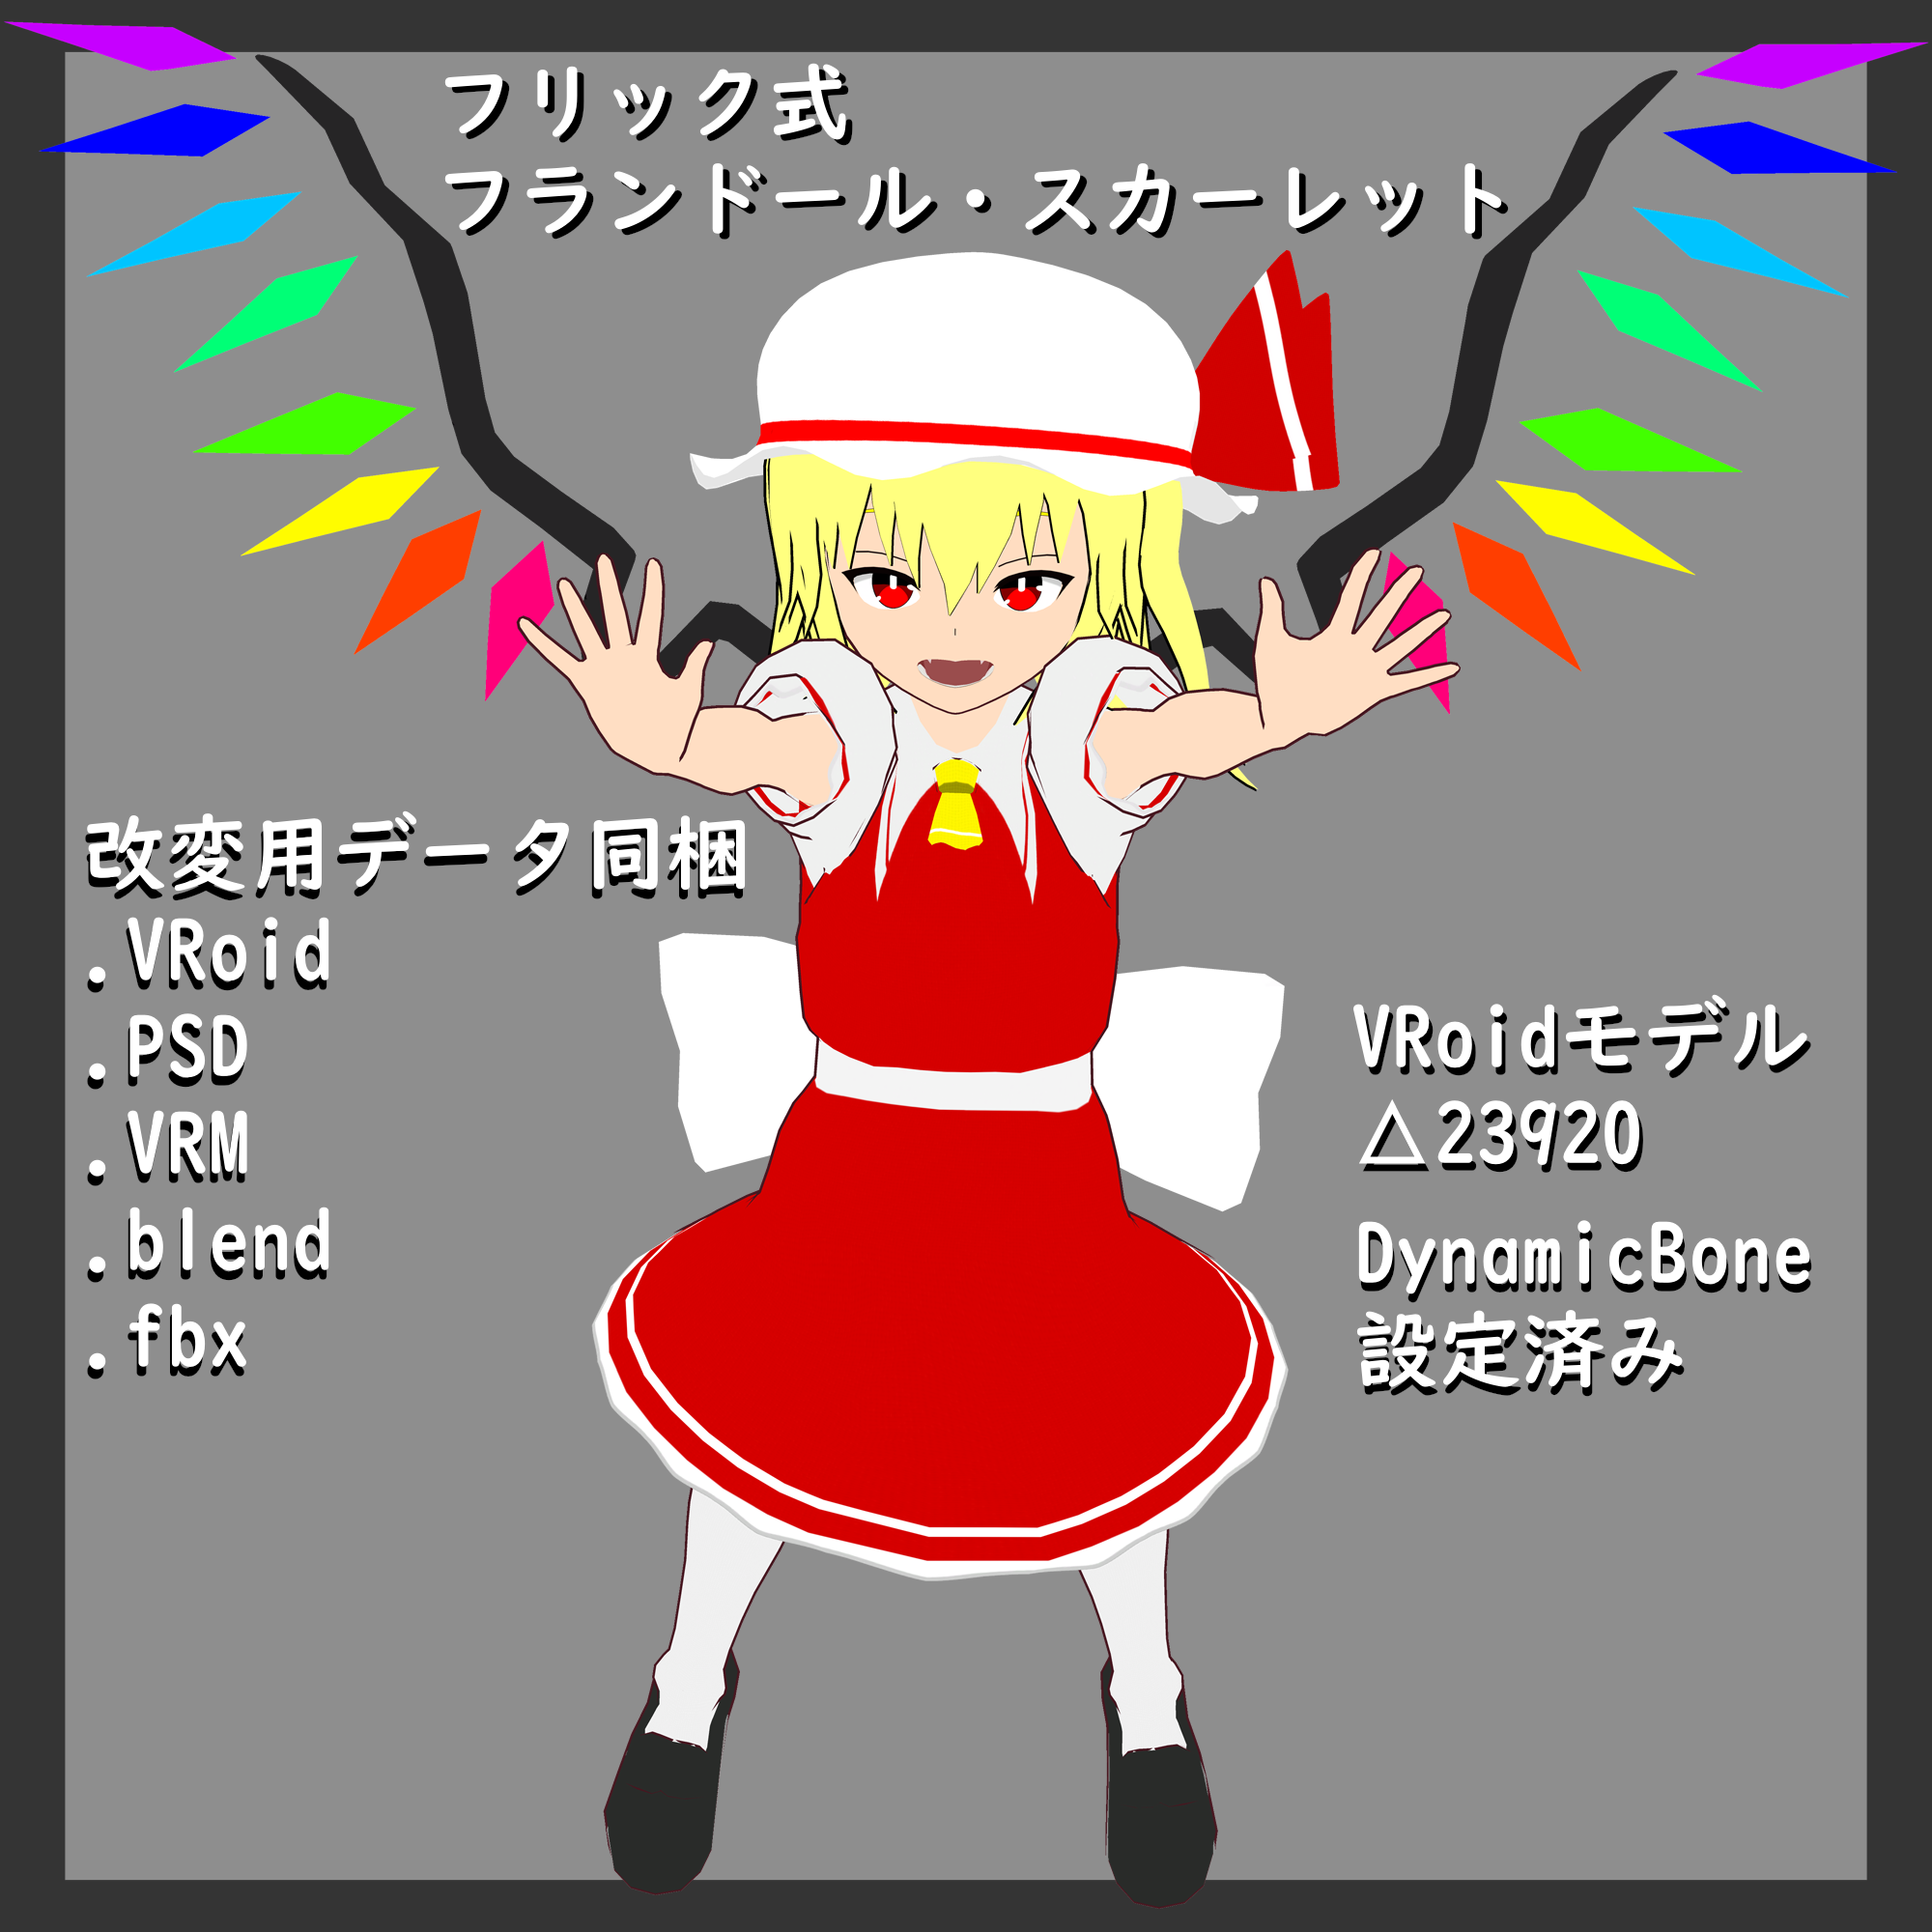 フリック式
フランドール・スカーレット
改変用データ同梱
.VRoid
.PSD
.VRM
.blend
.fbx
VRoidモデル
△23920
DynamicBone
設定済み